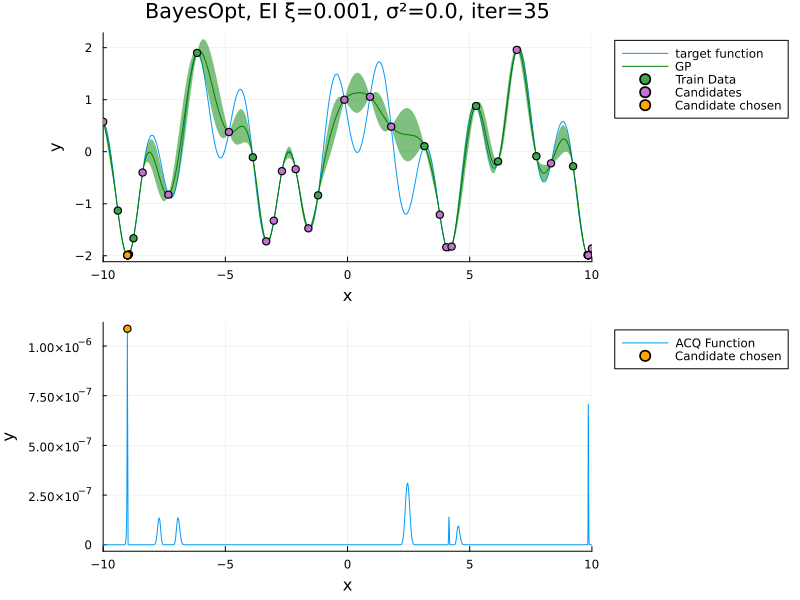 BayesOpt, EI ξ=0.001, σ²=0.0, iter=35
2
1
0
−1
−2
y
−10
−5
0
5
10
x
target function
GP
Train Data
Candidates
Candidate chosen
1.00×10⁻⁶
7.50×10⁻⁷
5.00×10⁻⁷
2.50×10⁻⁷
0
y
−10
−5
0
5
10
x
ACQ Function
Candidate chosen